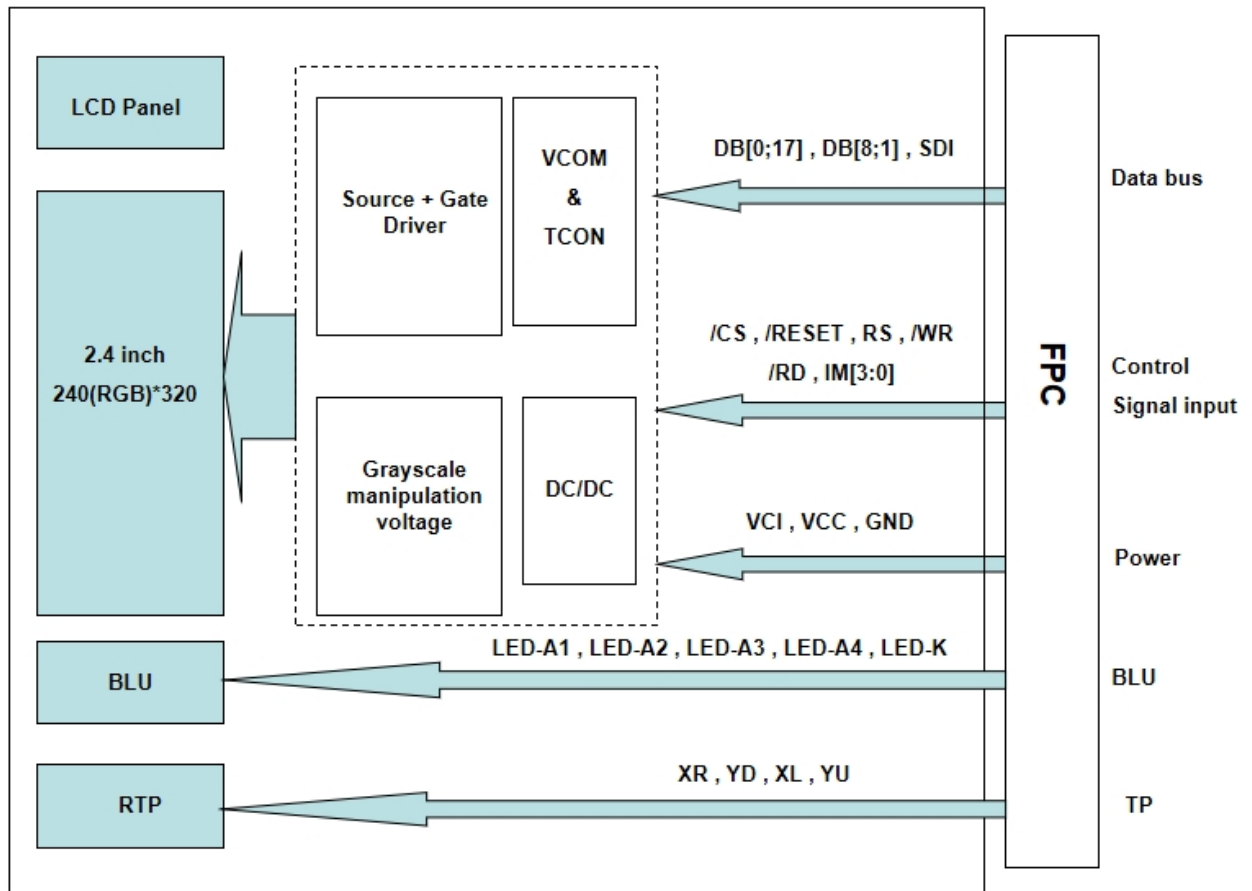 LCD Panel
2.4 inch
240(RGB)*320
BLU
RTP
Source + Gate
Driver
VCOM
&
TCON
Grayscale
manipulation
voltage
DC/DC
DB[0;17] , DB[8;1] , SDI
/CS , /RESET , RS , /WR
/RD , IM[3:0]
VCI , VCC , GND
LED-A1 , LED-A2 , LED-A3 , LED-A4 , LED-K
XR , YD , XL , YU
FPC
Data bus
Control
Signal input
Power
BLU
TP